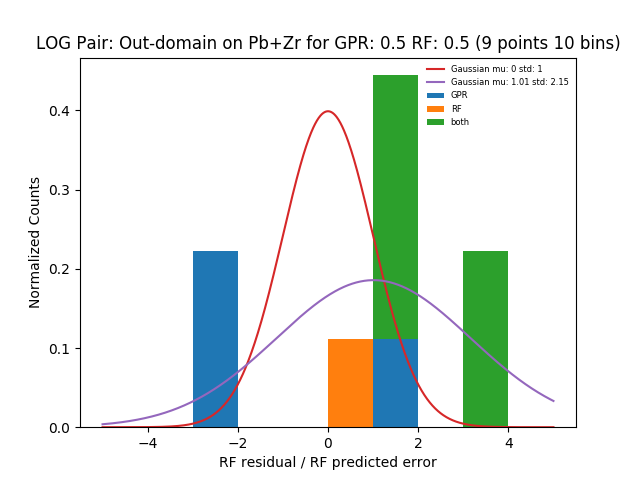 LOG Pair: Out-domain on Pb+Zr for GPR: 0.5 RF: 0.5 (9 points 10 bins)
Gaussian mu: 0 std: 1
Gaussian mu: 1.01 std: 2.15
GPR
RF
both
Normalized Counts
0.4
0.3
0.2
0.1
0.0
−4
−2
0
2
4
RF residual / RF predicted error